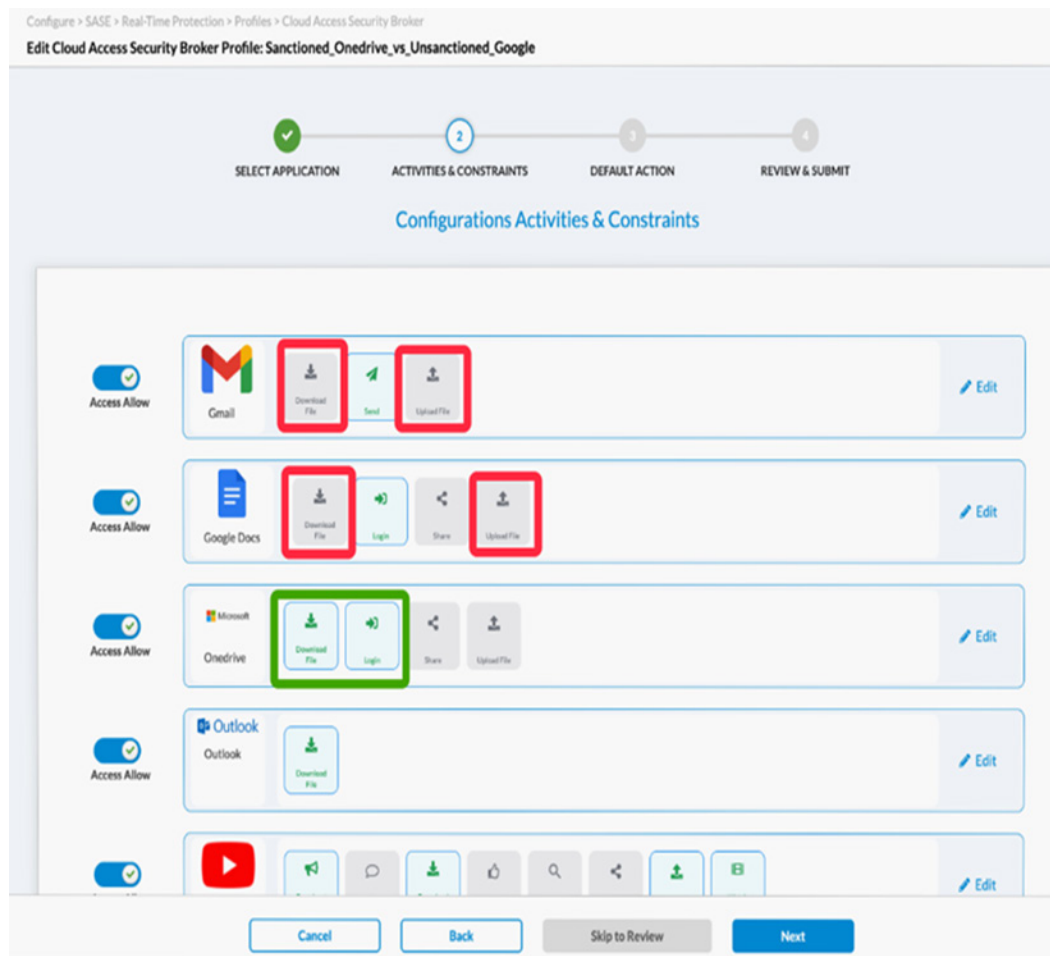 Configure > SASE > Real-Time Protection > Profiles > Cloud Access Security Broker
Edit Cloud Access Security Broker Profile: Sanctioned_Onedrive_vs_Unsanctioned_Google
2
3
4
SELECT APPLICATION
ACTIVITIES & CONSTRAINTS
DEFAULT ACTION
REVIEW & SUBMIT
Configurations Activities & Constraints
Access Allow
Gmail
Download
File
Send
Upload File
Edit
Access Allow
Google Docs
Download
File
Login
Share
Upload File
Edit
Access Allow
Microsoft
Onedrive
Download
File
Login
Share
Upload File
Edit
Access Allow
Outlook
Outlook
Download
File
Edit
Edit
Cancel
Back
Skip to Review
Next